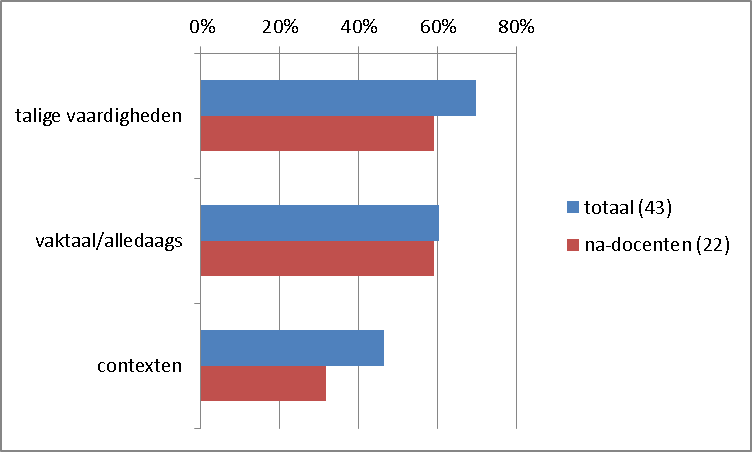 0% 20% 40% 60% 80%
talige vaardigheden
vaktaal/alledaags
contexten
totaal (43)
na-docenten (22)